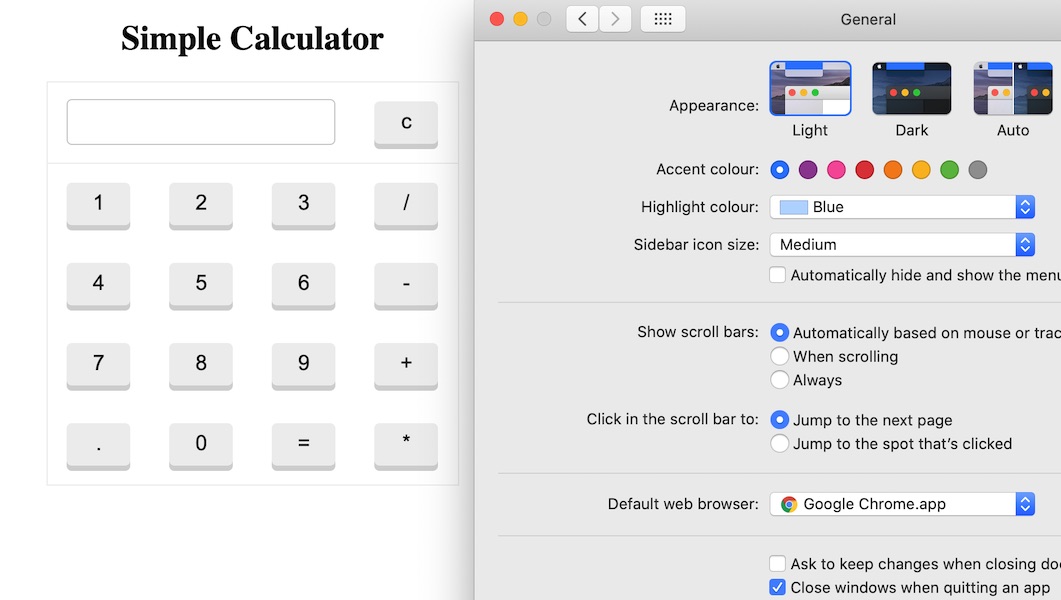 Simple Calculator
c
1 2 3 /
4 5 6 -
7 8 9 +
. 0 = *
General
Appearance:
Light Dark Auto
Accent colour:
Highlight colour: Blue
Sidebar icon size: Medium
Automatically hide and show the menu
Show scroll bars: Automatically based on mouse or trac
When scrolling
Always
Click in the scroll bar to: Jump to the next page
Jump to the spot that's clicked
Default web browser: Google Chrome.app
Ask to keep changes when closing doc
Close windows when quitting an app